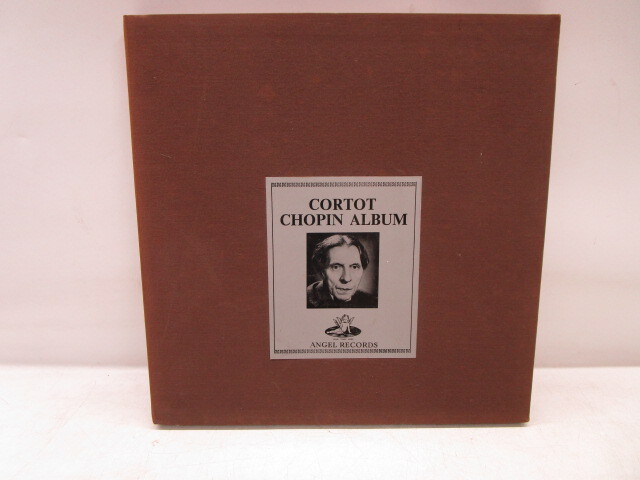 CORTOT
CHOPIN ALBUM
ANGEL RECORDS